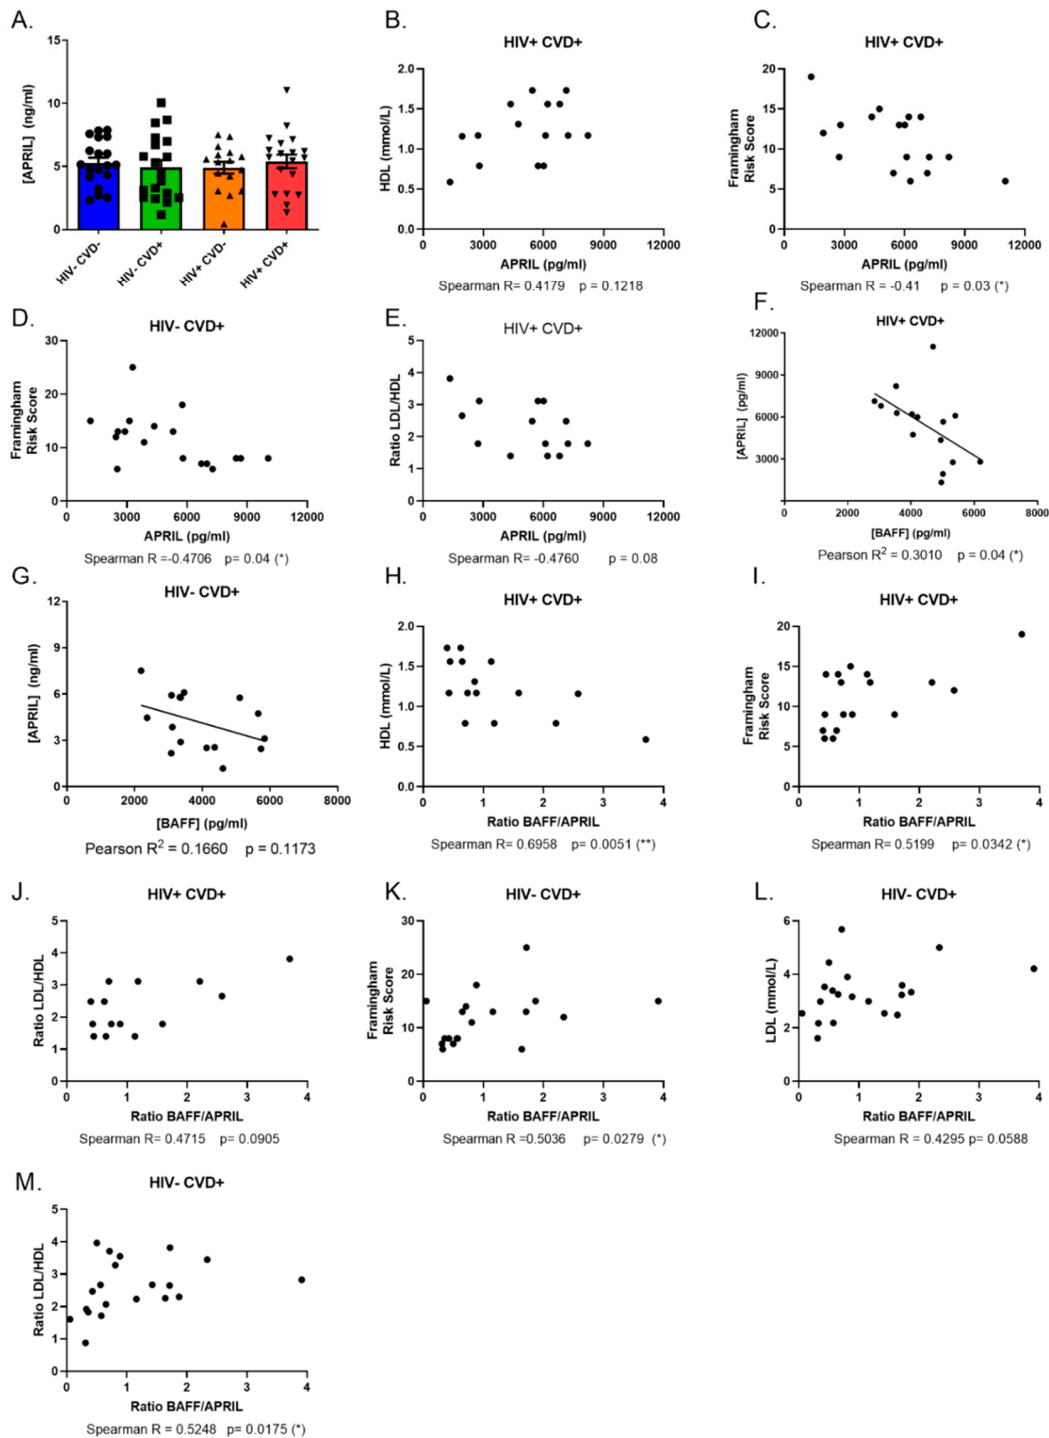 A.
15
10
5
0
[APRIL] (ng/ml)
HIV- CVD-
HIV- CVD+
HIV+ CVD-
HIV+ CVD+
B.
HIV+ CVD+
2.0
1.5
1.0
0.5
0.0
HDL (mmol/L)
0 3000 6000 9000 12000
APRIL (pg/ml)
Spearman R= 0.4179 p = 0.1218
C.
HIV+ CVD+
20
15
10
5
0
Framingham
Risk Score
0 3000 6000 9000 12000
APRIL (pg/ml)
Spearman R = -0.41 p = 0.03 (*)
D.
HIV- CVD+
30
20
10
0
Framingham
Risk Score
0 3000 6000 9000 12000
APRIL (pg/ml)
Spearman R =-0.4706 p= 0.04 (*)
E.
HIV+ CVD+
5
4
3
2
1
0
Ratio LDL/HDL
0 3000 6000 9000 12000
APRIL (pg/ml)
Spearman R= -0.4760 p = 0.08
F.
HIV+ CVD+
12000
9000
6000
3000
[APRIL] (pg/ml)
0 2000 4000 6000 8000
[BAFF] (pg/ml)
Pearson R² = 0.3010 p = 0.04 (*)
G.
HIV- CVD+
12
9
6
3
0
[APRIL] (ng/ml)
0 2000 4000 6000 8000
[BAFF] (pg/ml)
Pearson R² = 0.1660 p = 0.1173
H.
HIV+ CVD+
2.0
1.5
1.0
0.5
0.0
HDL (mmol/L)
0 1 2 3 4
Ratio BAFF/APRIL
Spearman R= 0.6958 p= 0.0051 (**)
I.
HIV+ CVD+
20
15
10
5
0
Framingham
Risk Score
0 1 2 3 4
Ratio BAFF/APRIL
Spearman R= 0.5199 p= 0.0342 (*)
J.
HIV+ CVD+
5
4
3
2
1
0
Ratio LDL/HDL
0 1 2 3 4
Ratio BAFF/APRIL
Spearman R= 0.4715 p= 0.0905
K.
HIV- CVD+
30
20
10
0
Framingham
Risk Score
0 1 2 3 4
Ratio BAFF/APRIL
Spearman R =0.5036 p= 0.0279 (*)
L.
HIV- CVD+
6
4
2
0
LDL (mmol/L)
0 1 2 3 4
Ratio BAFF/APRIL
Spearman R = 0.4295 p= 0.0588
M.
HIV- CVD+
5
4
3
2
1
0
Ratio LDL/HDL
0 1 2 3 4
Ratio BAFF/APRIL
Spearman R = 0.5248 p= 0.0175 (*)